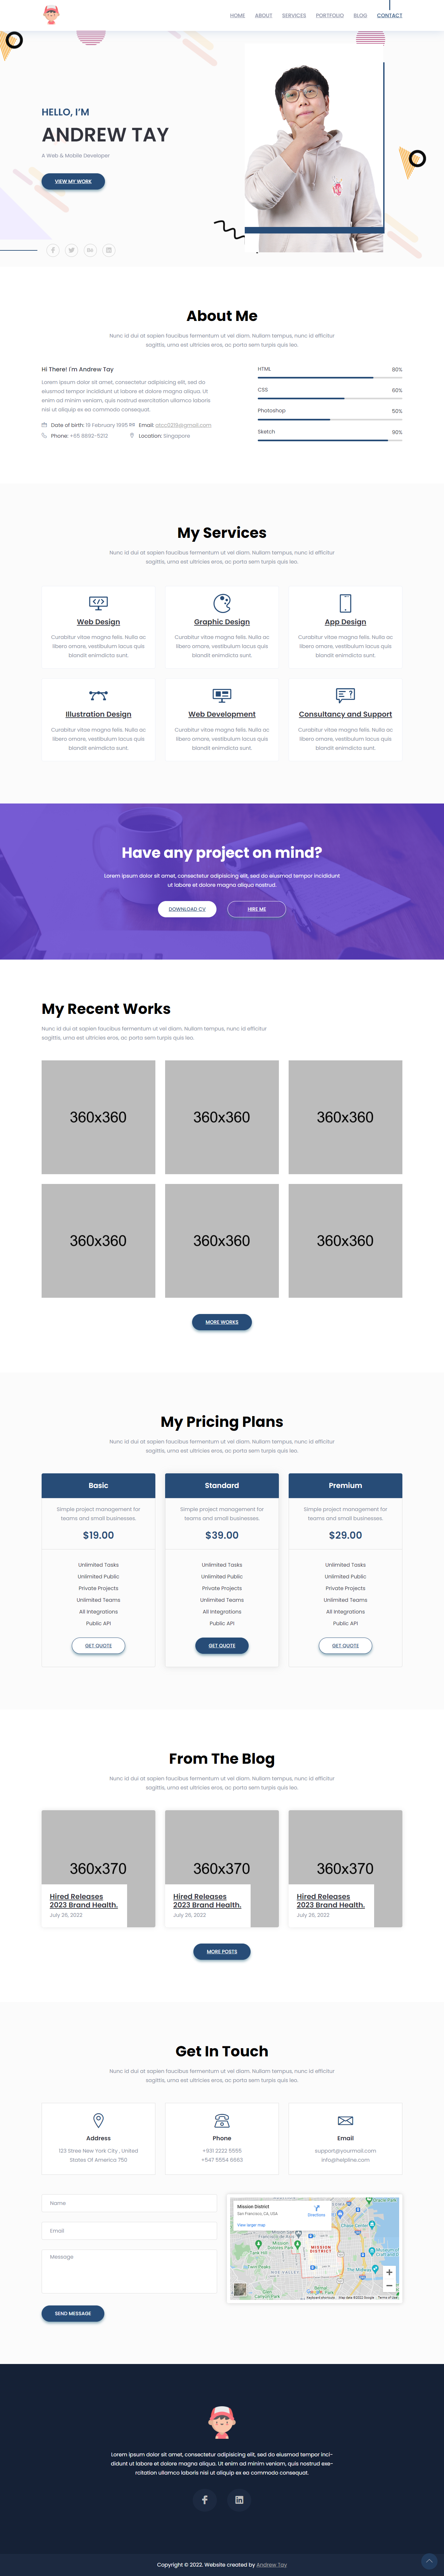 HOME ABOUT SERVICES PORTFOLIO BLOG CONTACT
HELLO, I'M
ANDREW TAY
A Web & Mobile Developer
VIEW MY WORK
About Me
Nunc id dui at sapien faucibus fermentum ut vel diam. Nullam tempus, nunc id efficitur
sagittis, urna est ultricies eros, ac porta sem turpis quis leo.
Hi There! I'm Andrew Tay
Lorem ipsum dolor sit amet, consectetur adipisicing elit, sed do
eiusmod tempor incididunt ut labore et dolore magna aliqua. Ut
enim ad minim veniam, quis nostrud exercitation ullamco laboris
nisi ut aliquip ex ea commodo consequat.
Date of birth: 19 February 1995 PR Email: atcc0219@gmail.com
Phone: +65 8892-5212 Location: Singapore
HTML 80%
CSS 60%
Photoshop 50%
Sketch 90%
My Services
Nunc id dui at sapien faucibus fermentum ut vel diam. Nullam tempus, nunc id efficitur
sagittis, urna est ultricies eros, ac porta sem turpis quis leo.
Web Design
Curabitur vitae magna felis. Nulla ac
libero ornare, vestibulum lacus quis
blandit enimdicta sunt.
Graphic Design
Curabitur vitae magna felis. Nulla ac
libero ornare, vestibulum lacus quis
blandit enimdicta sunt.
App Design
Curabitur vitae magna felis. Nulla ac
libero ornare, vestibulum lacus quis
blandit enimdicta sunt.
Illustration Design
Curabitur vitae magna felis. Nulla ac
libero ornare, vestibulum lacus quis
blandit enimdicta sunt.
Web Development
Curabitur vitae magna felis. Nulla ac
libero ornare, vestibulum lacus quis
blandit enimdicta sunt.
Consultancy and Support
Curabitur vitae magna felis. Nulla ac
libero ornare, vestibulum lacus quis
blandit enimdicta sunt.
Have any project on mind?
Lorem ipsum dolor sit amet, consectetur adipisicing elit, sed do eiusmod tempor incididunt
ut labore et dolore magna aliqua nostrud.
DOWNLOAD CV HIRE ME
My Recent Works
Nunc id dui at sapien faucibus fermentum ut vel diam. Nullam tempus, nunc id efficitur
sagittis, urna est ultricies eros, ac porta sem turpis quis leo.
360x360 360x360 360x360
360x360 360x360 360x360
MORE WORKS
My Pricing Plans
Nunc id dui at sapien faucibus fermentum ut vel diam. Nullam tempus, nunc id efficitur
sagittis, urna est ultricies eros, ac porta sem turpis quis leo.
Basic
Simple project management for
teams and small businesses.
$19.00
Unlimited Tasks
Unlimited Public
Private Projects
Unlimited Teams
All Integrations
Public API
GET QUOTE
Standard
Simple project management for
teams and small businesses.
$39.00
Unlimited Tasks
Unlimited Public
Private Projects
Unlimited Teams
All Integrations
Public API
GET QUOTE
Premium
Simple project management for
teams and small businesses.
$29.00
Unlimited Tasks
Unlimited Public
Private Projects
Unlimited Teams
All Integrations
Public API
GET QUOTE
From The Blog
Nunc id dui at sapien faucibus fermentum ut vel diam. Nullam tempus, nunc id efficitur
sagittis, urna est ultricies eros, ac porta sem turpis quis leo.
360x370
Hired Releases
2023 Brand Health.
July 26, 2022
360x370
Hired Releases
2023 Brand Health.
July 26, 2022
360x370
Hired Releases
2023 Brand Health.
July 26, 2022
MORE POSTS
Get In Touch
Nunc id dui at sapien faucibus fermentum ut vel diam. Nullam tempus, nunc id efficitur
sagittis, urna est ultricies eros, ac porta sem turpis quis leo.
Address
123 Stree New York City , United
States Of America 750
Phone
+931 2222 5555
+547 5554 6663
Email
support@yourmail.com
info@helpline.com
Name
Email
Message
SEND MESSAGE
Mission District
San Francisco, CA, USA
Directions
View larger map
MISSION
DISTRICT
NOE VALLEY
Keyboard shortcuts Map data ©2022 Google Terms of Use
Lorem ipsum dolor sit amet, consectetur adipisicing elit, sed do eiusmod tempor inci-
didunt ut labore et dolore magna aliqua. Ut enim ad minim veniam, quis nostrud exe-
rcitation ullamco laboris nisi ut aliquip ex ea commodo consequat.
Copyright © 2022. Website created by Andrew Tay